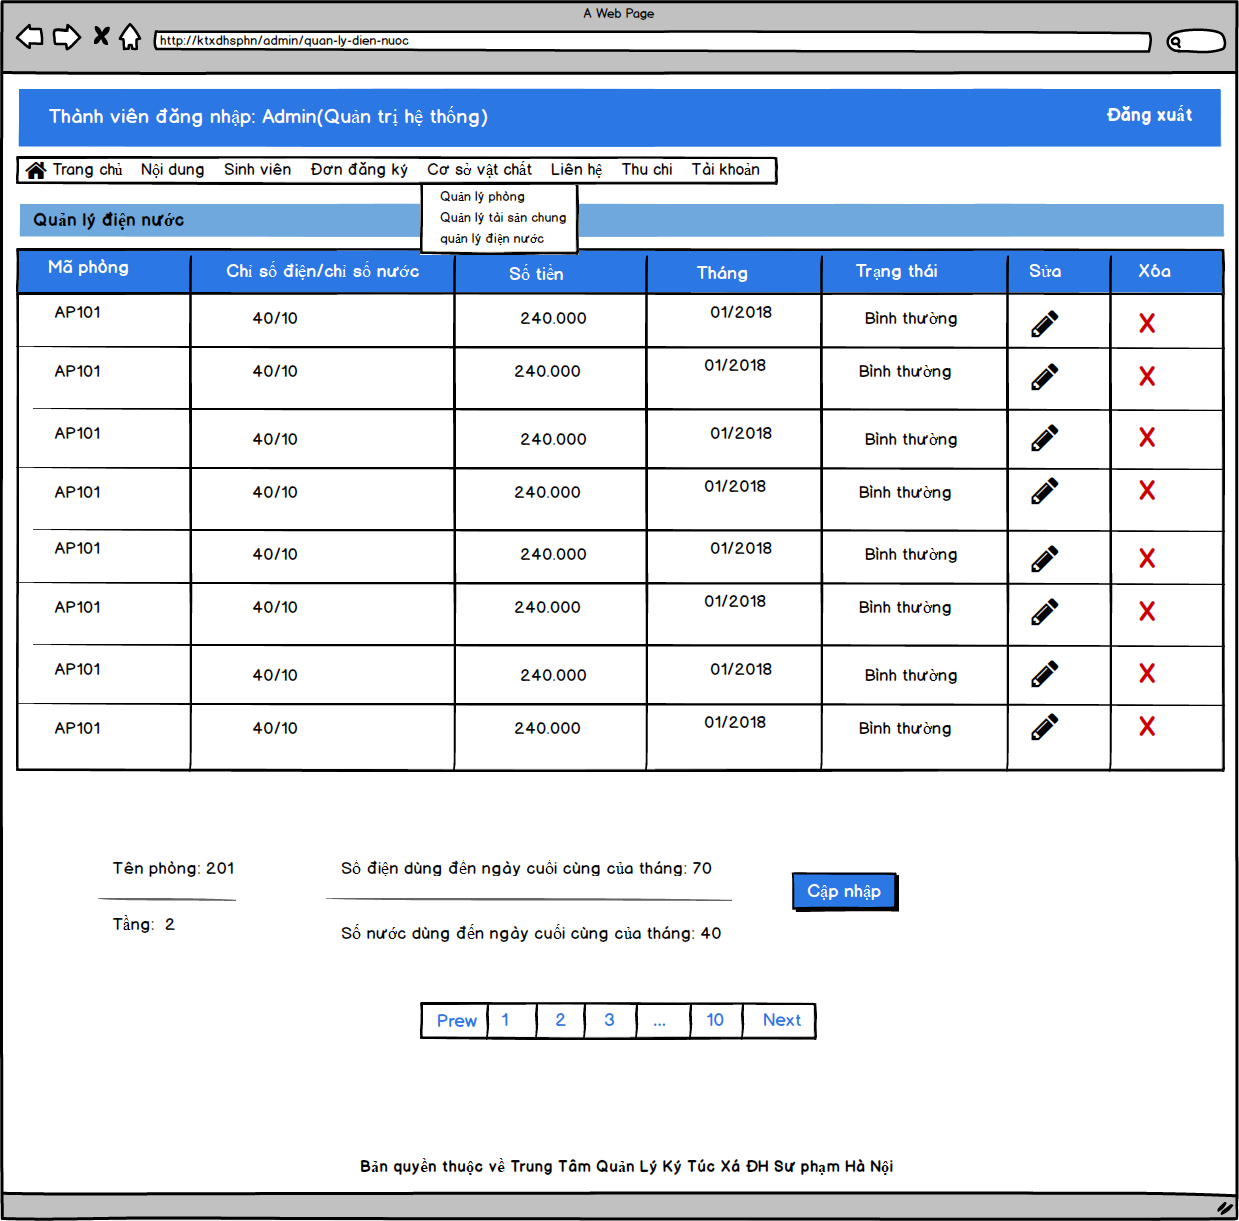 A Web Page
http://ktxdhsphn/admin/quan-ly-dien-nuoc
Thành viên đăng nhập: Admin(Quản trị hệ thống)
Đăng xuất
Trang chủ Nội dung Sinh viên Đơn đăng ký Cơ sở vật chất Liên hệ Thu chi Tài khoản
Quản lý phòng
Quản lý tài sản chung
quản lý điện nước
Quản lý điện nước
Mã phòng Chỉ số điện/chỉ số nước Số tiền Tháng Trạng thái Sửa Xóa
AP101 40/10 240.000 01/2018 Bình thường X
AP101 40/10 240.000 01/2018 Bình thường X
AP101 40/10 240.000 01/2018 Bình thường X
AP101 40/10 240.000 01/2018 Bình thường X
AP101 40/10 240.000 01/2018 Bình thường X
AP101 40/10 240.000 01/2018 Bình thường X
AP101 40/10 240.000 01/2018 Bình thường X
AP101 40/10 240.000 01/2018 Bình thường X
Tên phòng: 201
Tầng: 2
Số điện dùng đến ngày cuối cùng của tháng: 70
Số nước dùng đến ngày cuối cùng của tháng: 40
Cập nhập
Prew 1 2 3 ... 10 Next
Bản quyền thuộc về Trung Tâm Quản Lý Ký Túc Xá ĐH Sư phạm Hà Nội